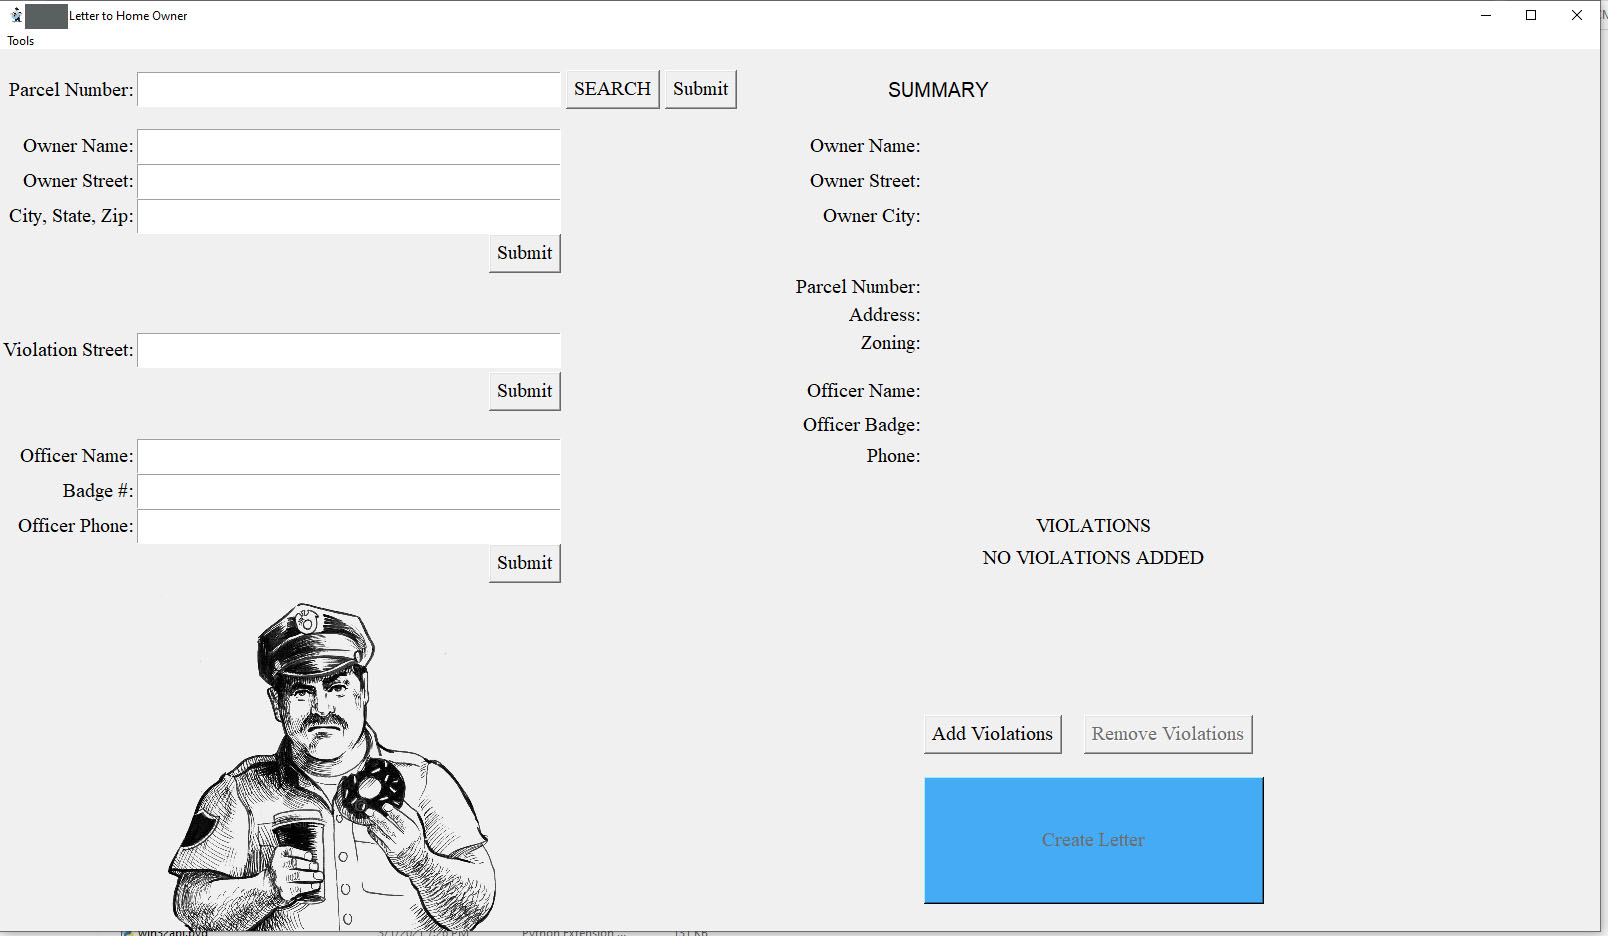 Letter to Home Owner
Tools
Parcel Number: SEARCH Submit
Owner Name:
Owner Street:
City, State, Zip:
Submit
Violation Street:
Submit
Officer Name:
Badge #:
Officer Phone:
Submit
SUMMARY
Owner Name:
Owner Street:
Owner City:
Parcel Number:
Address:
Zoning:
Officer Name:
Officer Badge:
Phone:
VIOLATIONS
NO VIOLATIONS ADDED
Add Violations Remove Violations
Create Letter